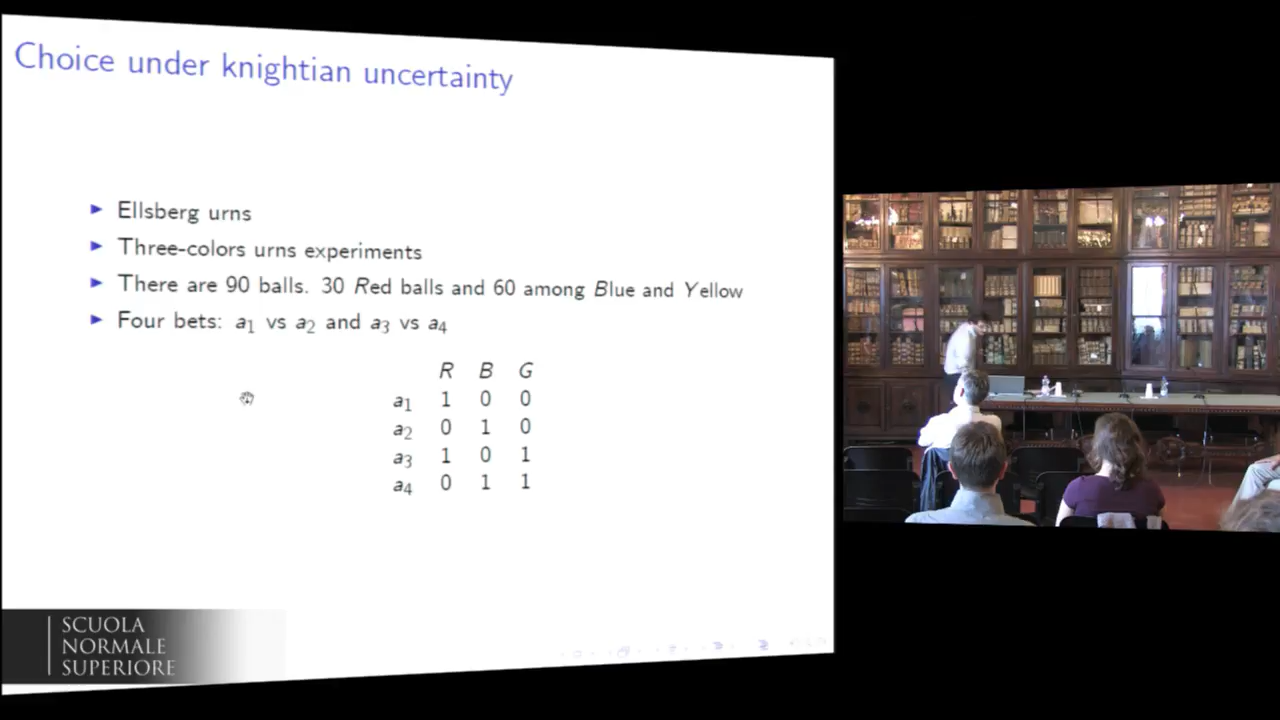 Choice under knightian uncertainty
► Ellsberg urns
► Three-colors urns experiments
► There are 90 balls. 30 Red balls and 60 among Blue and Yellow
► Four bets: a1 vs a2 and a3 vs a4
R B G
a1 1 0 0
a2 0 1 0
a3 1 0 1
a4 0 1 1
SCUOLA
NORMALE
SUPERIORE